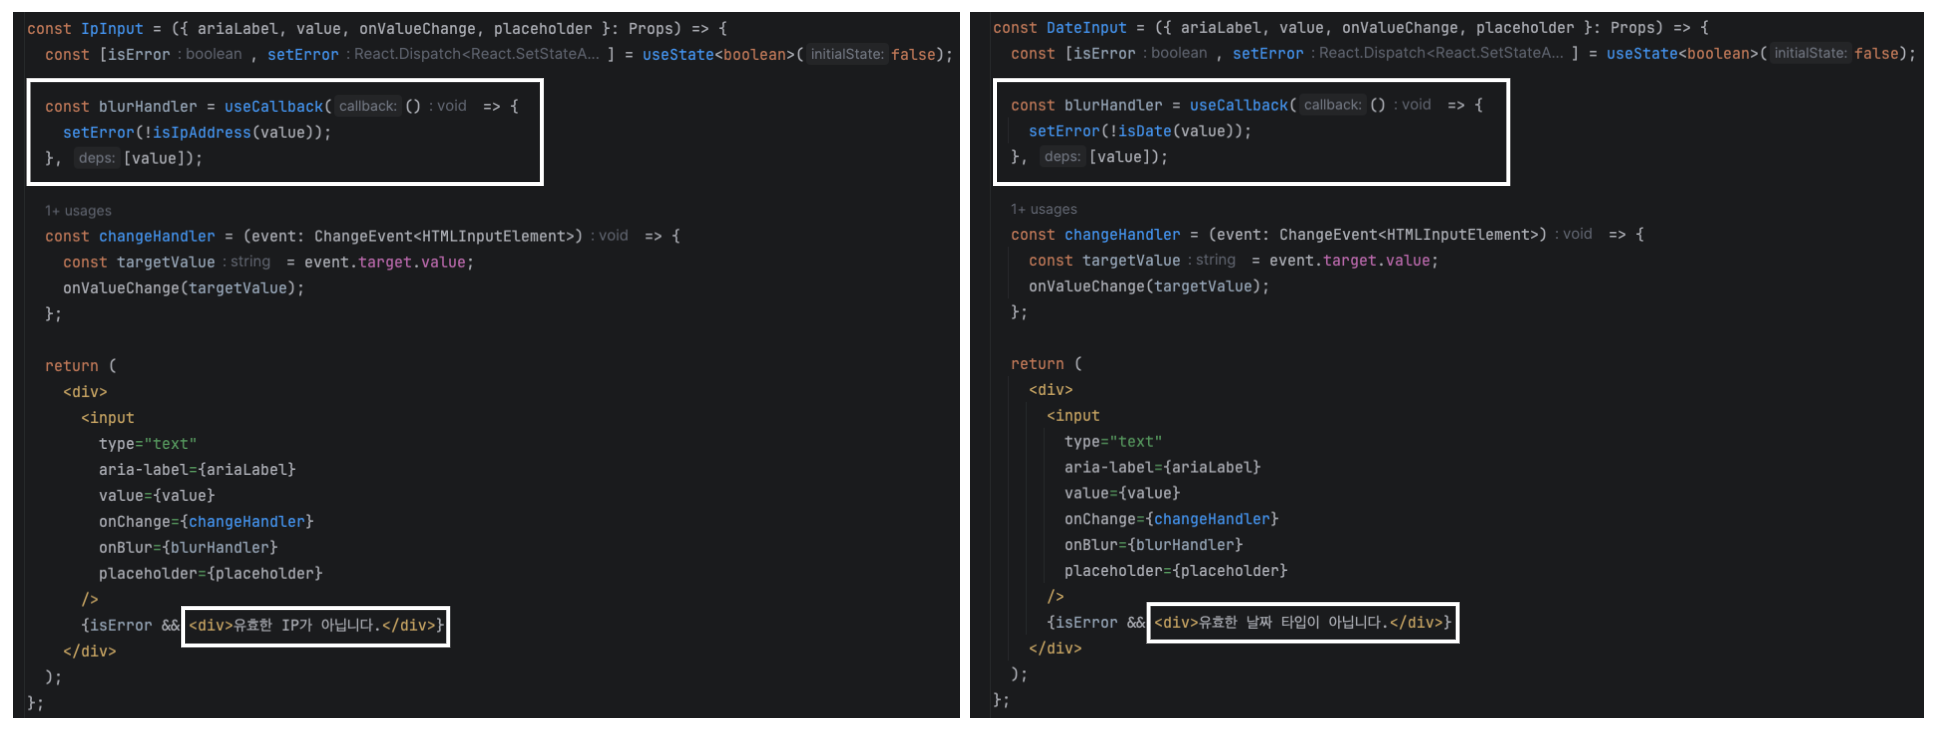 const IpInput = ({ ariaLabel, value, onValueChange, placeholder }: Props) => {
const [isError : boolean , setError : React.Dispatch<React.SetStateA... ] = useState<boolean>( initialState: false);
const blurHandler = useCallback( callback: () : void => {
setError(!isIpAddress(value));
}, deps: [value]);
1+ usages
const changeHandler = (event: ChangeEvent<HTMLInputElement>) : void => {
const targetValue : string = event.target.value;
onValueChange(targetValue);
};
return (
<div>
<input
type="text"
aria-label={ariaLabel}
value={value}
onChange={changeHandler}
onBlur={blurHandler}
placeholder={placeholder}
/>
{isError && <div>유효한 IP가 아닙니다.</div>}
</div>
);
};
const DateInput = ({ ariaLabel, value, onValueChange, placeholder }: Props) => {
const [isError : boolean , setError : React.Dispatch<React.SetStateA... ] = useState<boolean>( initialState: false);
const blurHandler = useCallback( callback: () : void => {
setError(!isDate(value));
}, deps: [value]);
1+ usages
const changeHandler = (event: ChangeEvent<HTMLInputElement>) : void => {
const targetValue : string = event.target.value;
onValueChange(targetValue);
};
return (
<div>
<input
type="text"
aria-label={ariaLabel}
value={value}
onChange={changeHandler}
onBlur={blurHandler}
placeholder={placeholder}
/>
{isError && <div>유효한 날짜 타입이 아닙니다.</div>}
</div>
);
};